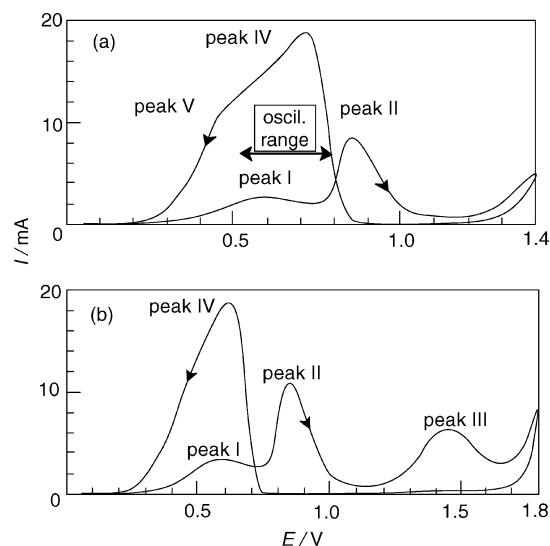 20
(a)
peak IV
peak V
oscil.
range
peak II
10
peak I
0
0.5
1.0
1.4
I / mA
20
(b)
peak IV
peak II
10
peak III
peak I
0
0.5
1.0
1.5
1.8
E / V